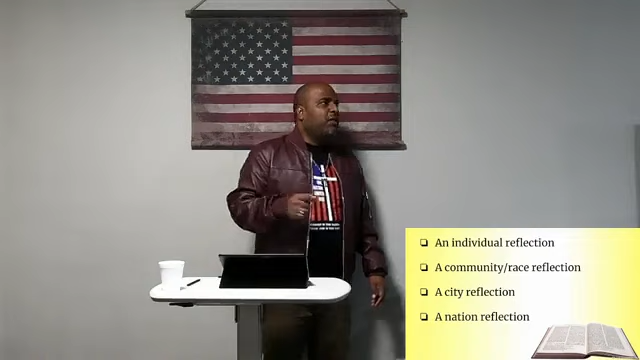 ❏ An individual reflection
❏ A community/race reflection
❏ A city reflection
❏ A nation reflection